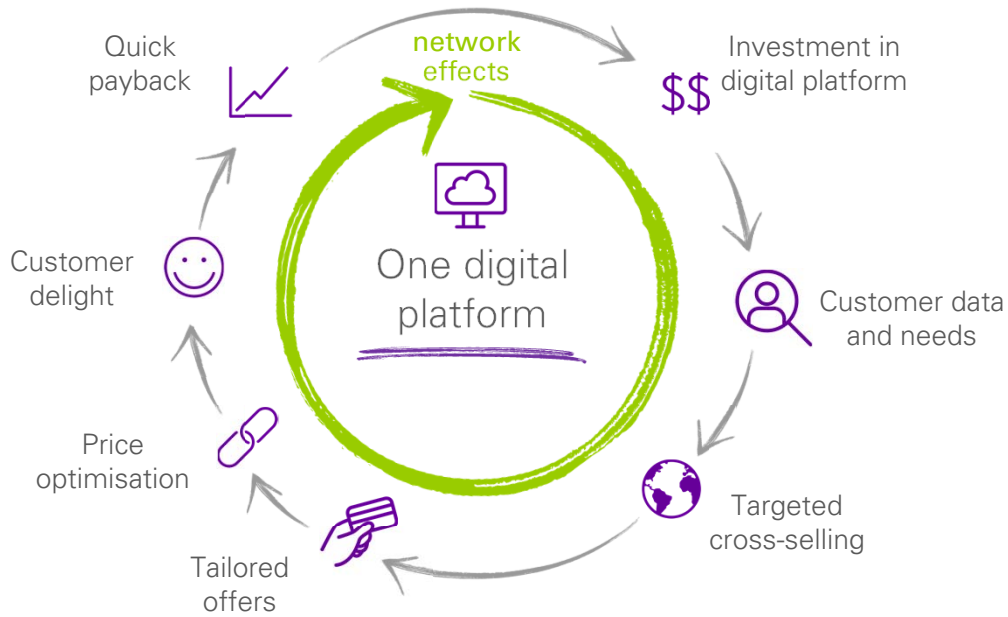 network
effects
Investment in
$$ digital platform
Customer data
and needs
Targeted
cross-selling
Tailored
offers
Price
optimisation
Customer
delight
Quick
payback
One digital
platform